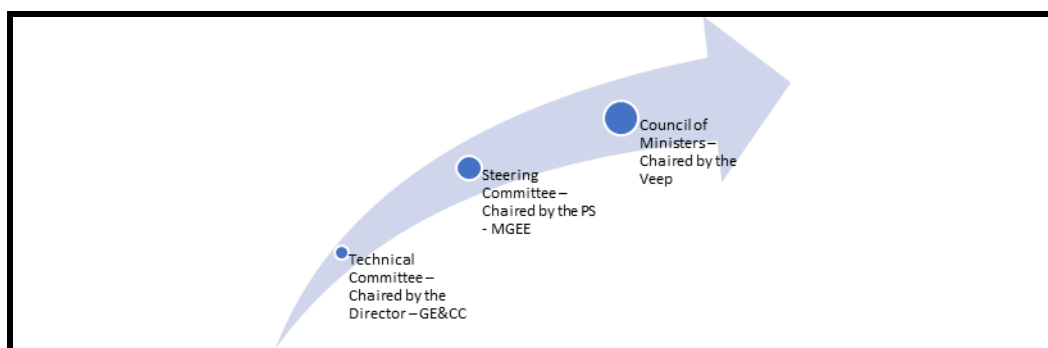 Council of
Ministers –
Chaired by the
Veep
Steering
Committee –
Chaired by the PS
- MGEE
Technical
Committee –
Chaired by the
Director – GE&CC